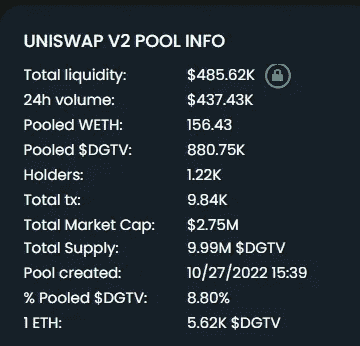 UNISWAP V2 POOL INFO
Total liquidity: $485.62K
24h volume: $437.43K
Pooled WETH: 156.43
Pooled $DGTV: 880.75K
Holders: 1.22K
Total tx: 9.84K
Total Market Cap: $2.75M
Total Supply: 9.99M $DGTV
Pool created: 10/27/2022 15:39
% Pooled $DGTV: 8.80%
1 ETH: 5.62K $DGTV